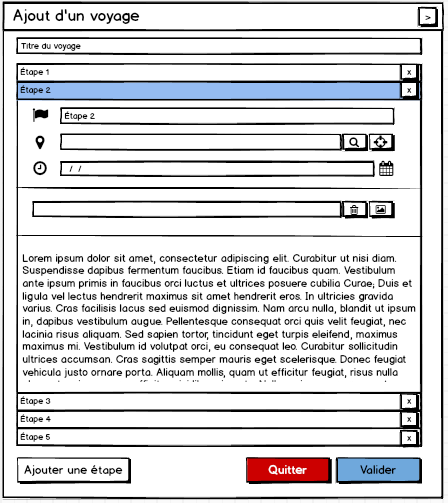 Ajout d'un voyage
>
Titre du voyage
Étape 1 x
Étape 2 x
Étape 2
/ /
Lorem ipsum dolor sit amet, consectetur adipiscing elit. Curabitur ut nisi diam.
Suspendisse dapibus fermentum faucibus. Etiam id faucibus quam. Vestibulum
ante ipsum primis in faucibus orci luctus et ultrices posuere cubilia Curae; Duis et
ligula vel lectus hendrerit maximus sit amet hendrerit eros. In ultricies gravida
varius. Cras facilisis lacus sed euismod dignissim. Nam arcu nulla, blandit ut ipsum
in, dapibus vestibulum augue. Pellentesque consequat orci quis velit feugiat, nec
lacinia risus aliquam. Sed sapien tortor, tincidunt eget turpis eleifend, maximus
maximus mi. Vestibulum id volutpat orci, eu consequat leo. Curabitur sollicitudin
ultrices accumsan. Cras sagittis semper mauris eget scelerisque. Donec feugiat
vehicula justo ornare porta. Aliquam mollis, quam ut efficitur feugiat, risus nulla
Étape 3 x
Étape 4 x
Étape 5 x
Ajouter une étape Quitter Valider